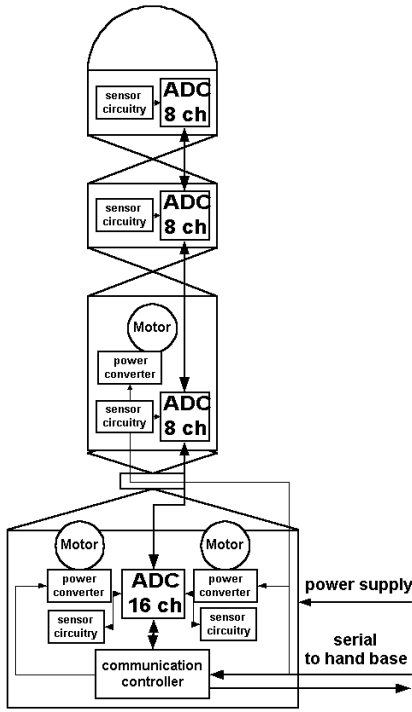 sensor
circuitry
ADC
8 ch
sensor
circuitry
ADC
8 ch
Motor
power
converter
sensor
circuitry
ADC
8 ch
Motor
Motor
power
converter
ADC
16 ch
power
converter
sensor
circuitry
sensor
circuitry
communication
controller
power supply
serial
to hand base